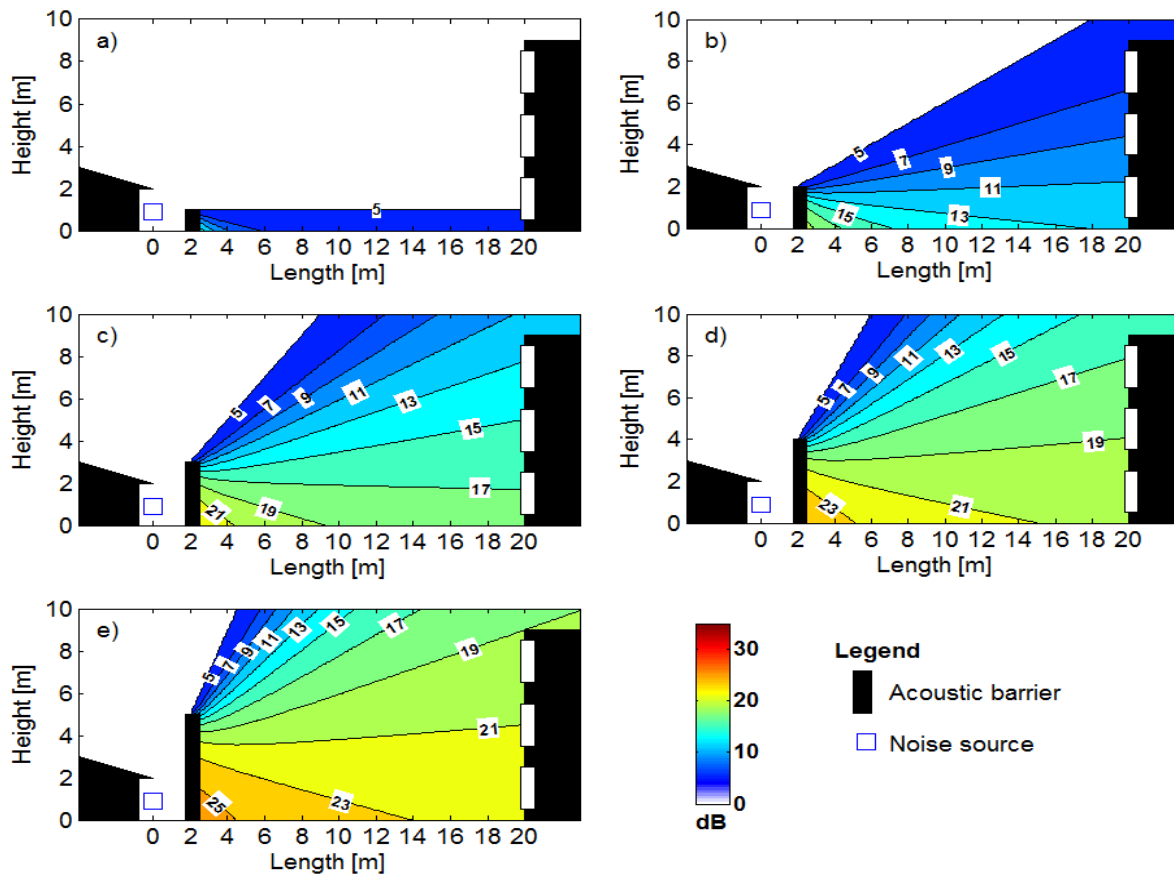 a)
10
8
6
4
2
0
Height [m]
5
0 2 4 6 8 10 12 14 16 18 20
Length [m]
b)
10
8
6
4
2
0
Height [m]
5 7 9 11 13 15
0 2 4 6 8 10 12 14 16 18 20
Length [m]
c)
10
8
6
4
2
0
Height [m]
5 7 9 11 13 15 17 19 21
0 2 4 6 8 10 12 14 16 18 20
Length [m]
d)
10
8
6
4
2
0
Height [m]
5 7 9 11 13 15 17 19 21 23
0 2 4 6 8 10 12 14 16 18 20
Length [m]
e)
10
8
6
4
2
0
Height [m]
5 7 9 11 13 15 17 19 21 23 25
0 2 4 6 8 10 12 14 16 18 20
Length [m]
30
20
10
0
dB
Legend
Acoustic barrier
Noise source